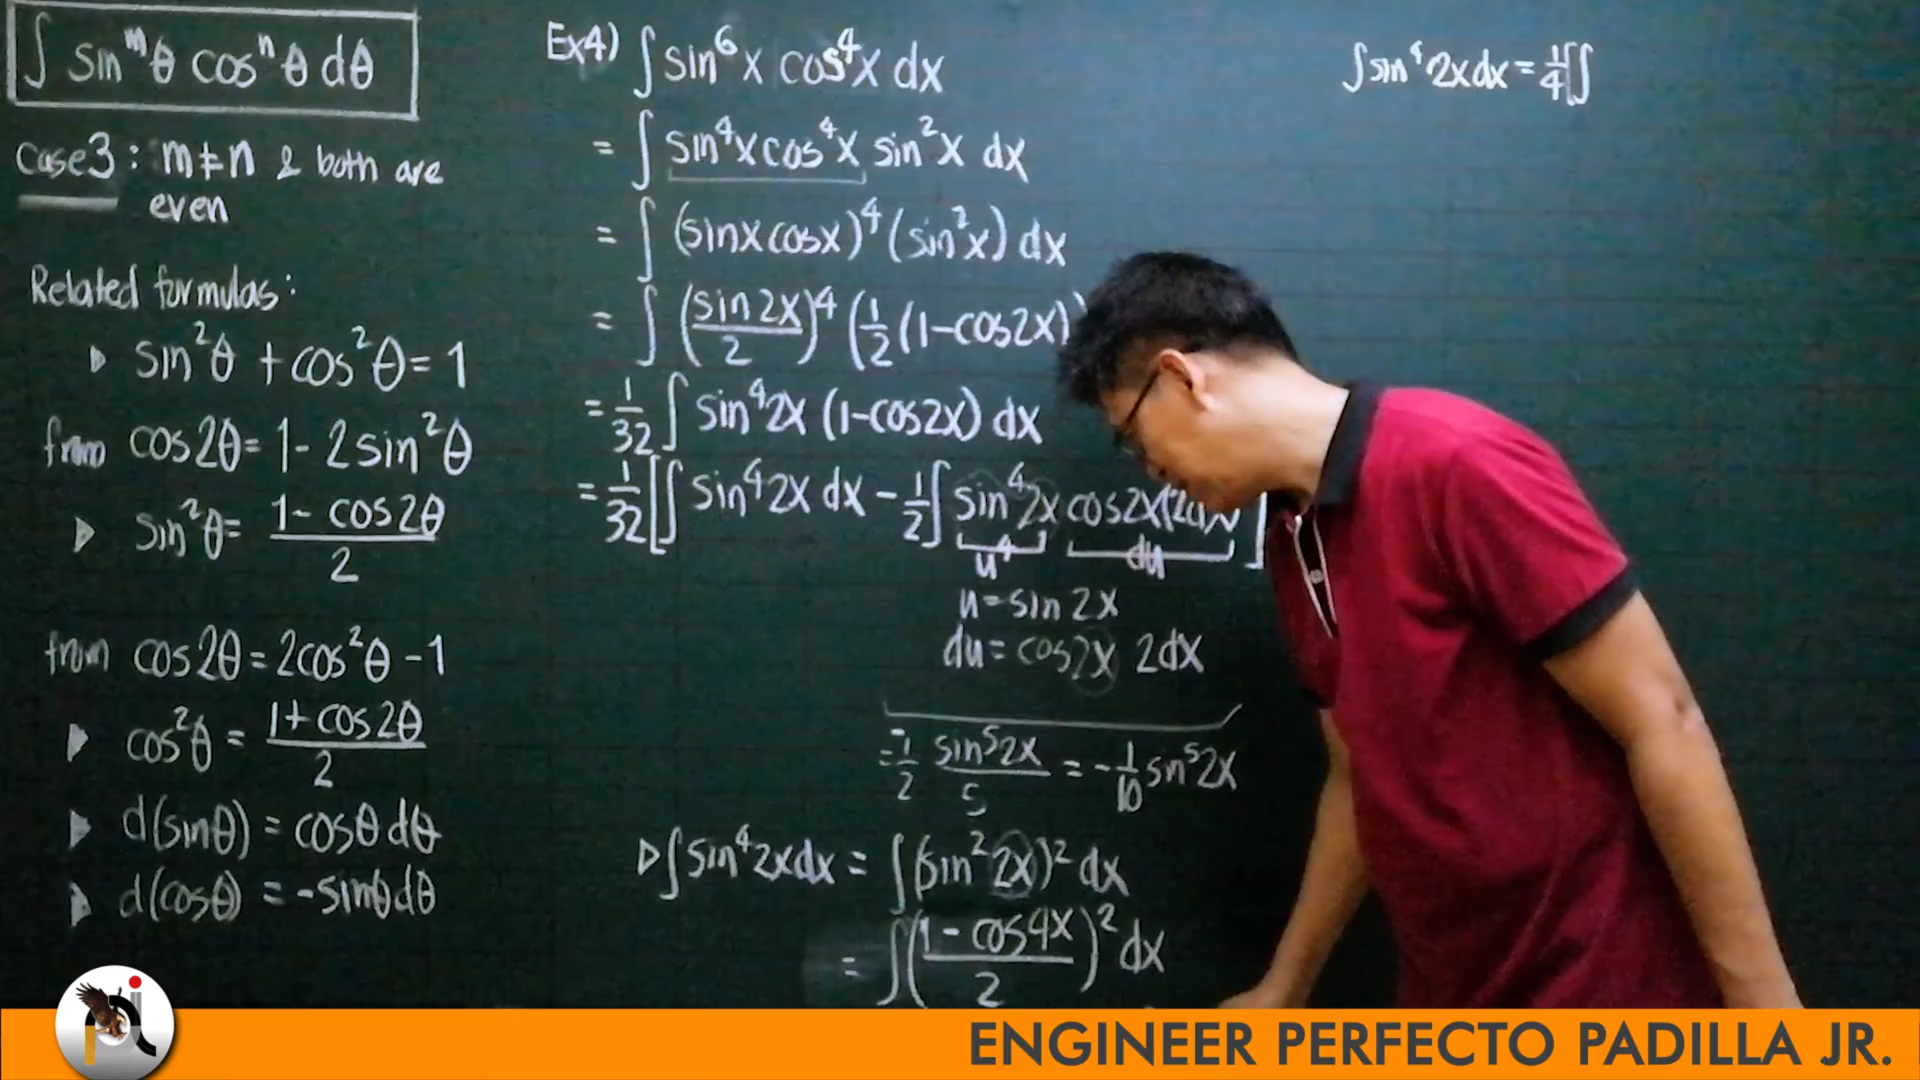 ∫ sin^m θ cos^n θ dθ
case 3 : m ≠ n & both are
even
Related formulas:
▷ sin²θ + cos²θ = 1
from cos2θ = 1 - 2sin²θ
▷ sin²θ = (1 - cos2θ)/2
from cos2θ = 2cos²θ - 1
▷ cos²θ = (1 + cos2θ)/2
▷ d(sinθ) = cosθ dθ
▷ d(cosθ) = -sinθ dθ
Ex4) ∫ sin⁶x cos⁴x dx
= ∫ sin⁴x cos⁴x sin²x dx
= ∫ (sinx cosx)⁴ (sin²x) dx
= ∫ (sin2x/2)⁴ (1/2 (1-cos2x)
= 1/32 ∫ sin⁴2x (1-cos2x) dx
= 1/32 [∫ sin⁴2x dx - 1/2 ∫ sin⁴2x cos2x(2dx) ]
u⁴ du
u = sin 2x
du = cos2x 2dx
= -1/2 sin⁵2x/5 = -1/10 sin⁵2x
▷ ∫ sin⁴2x dx = ∫ (sin²2x)² dx
= ∫ ((1 - cos4x)/2)² dx
∫ sin⁴2x dx = 1/4 [∫
ENGINEER PERFECTO PADILLA JR.